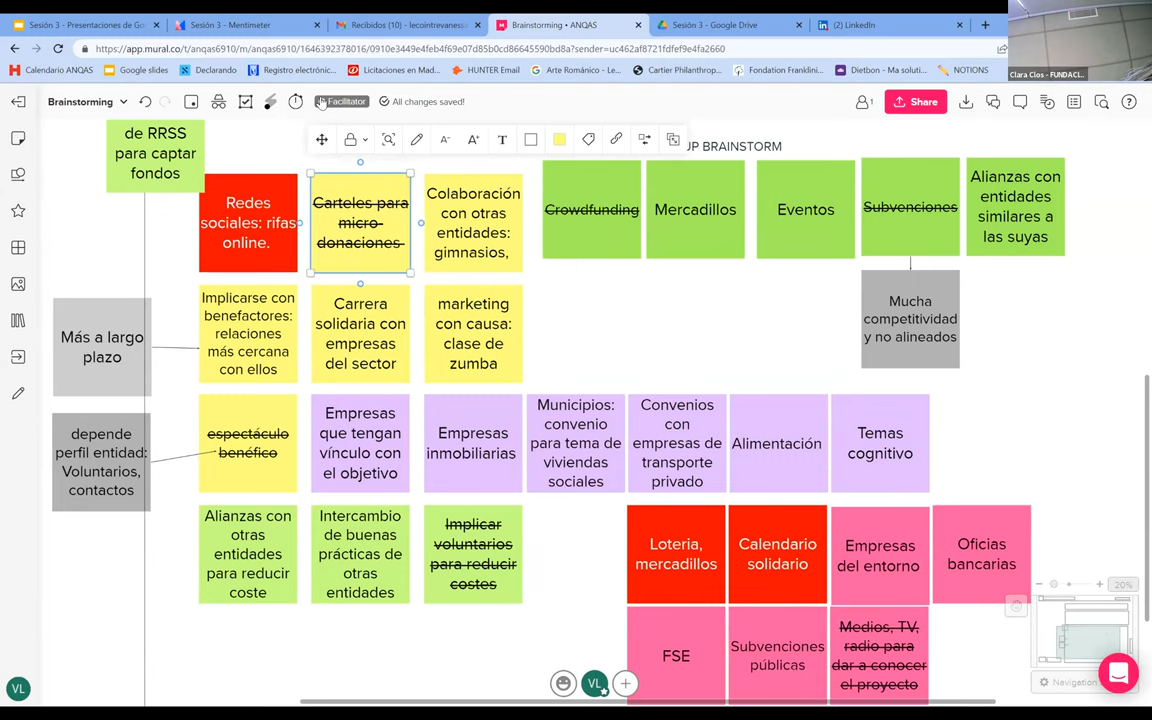 Sesión 3 - Presentaciones de Go
Sesión 3 - Mentimeter
Recibidos (10) - lecointrevaness
Brainstorming • ANQAS
Sesión 3 - Google Drive
(2) LinkedIn
https://app.mural.co/t/anqas6910/m/anqas6910/1646392378016/0910e3449e4feb4f69e07d85b0cd86645590bd8a?sender=uc462af8721fdfef9e4fa2660
Calendario ANQAS
Google slides
Declarando
Registro electrónic...
Licitaciones en Mad...
HUNTER Email
Arte Románico - Le...
Cartier Philanthrop...
Fondation Franklini...
Dietbon - Ma soluti...
NOTIONS
Clara Clos - FUNDACI...
Brainstorming
Facilitator
All changes saved!
1
Share
UP BRAINSTORM
de RRSS
para captar
fondos
Redes
sociales: rifas
online.
Carteles para
micro-
donaciones
Colaboración
con otras
entidades:
gimnasios,
Crowdfunding
Mercadillos
Eventos
Subvenciones
Alianzas con
entidades
similares a
las suyas
Más a largo
plazo
Implicarse con
benefactores:
relaciones
más cercana
con ellos
Carrera
solidaria con
empresas
del sector
marketing
con causa:
clase de
zumba
Mucha
competitividad
y no alineados
depende
perfil entidad:
Voluntarios,
contactos
espectáculo
benéfico
Empresas
que tengan
vínculo con
el objetivo
Empresas
inmobiliarias
Municipios:
convenio
para tema de
viviendas
sociales
Convenios
con
empresas de
transporte
privado
Alimentación
Temas
cognitivo
Alianzas con
otras
entidades
para reducir
coste
Intercambio
de buenas
prácticas de
otras
entidades
Implicar
voluntarios
para reducir
costes
Loteria,
mercadillos
Calendario
solidario
Empresas
del entorno
Oficias
bancarias
FSE
Subvenciones
públicas
Medios, TV,
radio para
dar a conocer
el proyecto
20%
Navigation
VL
VL